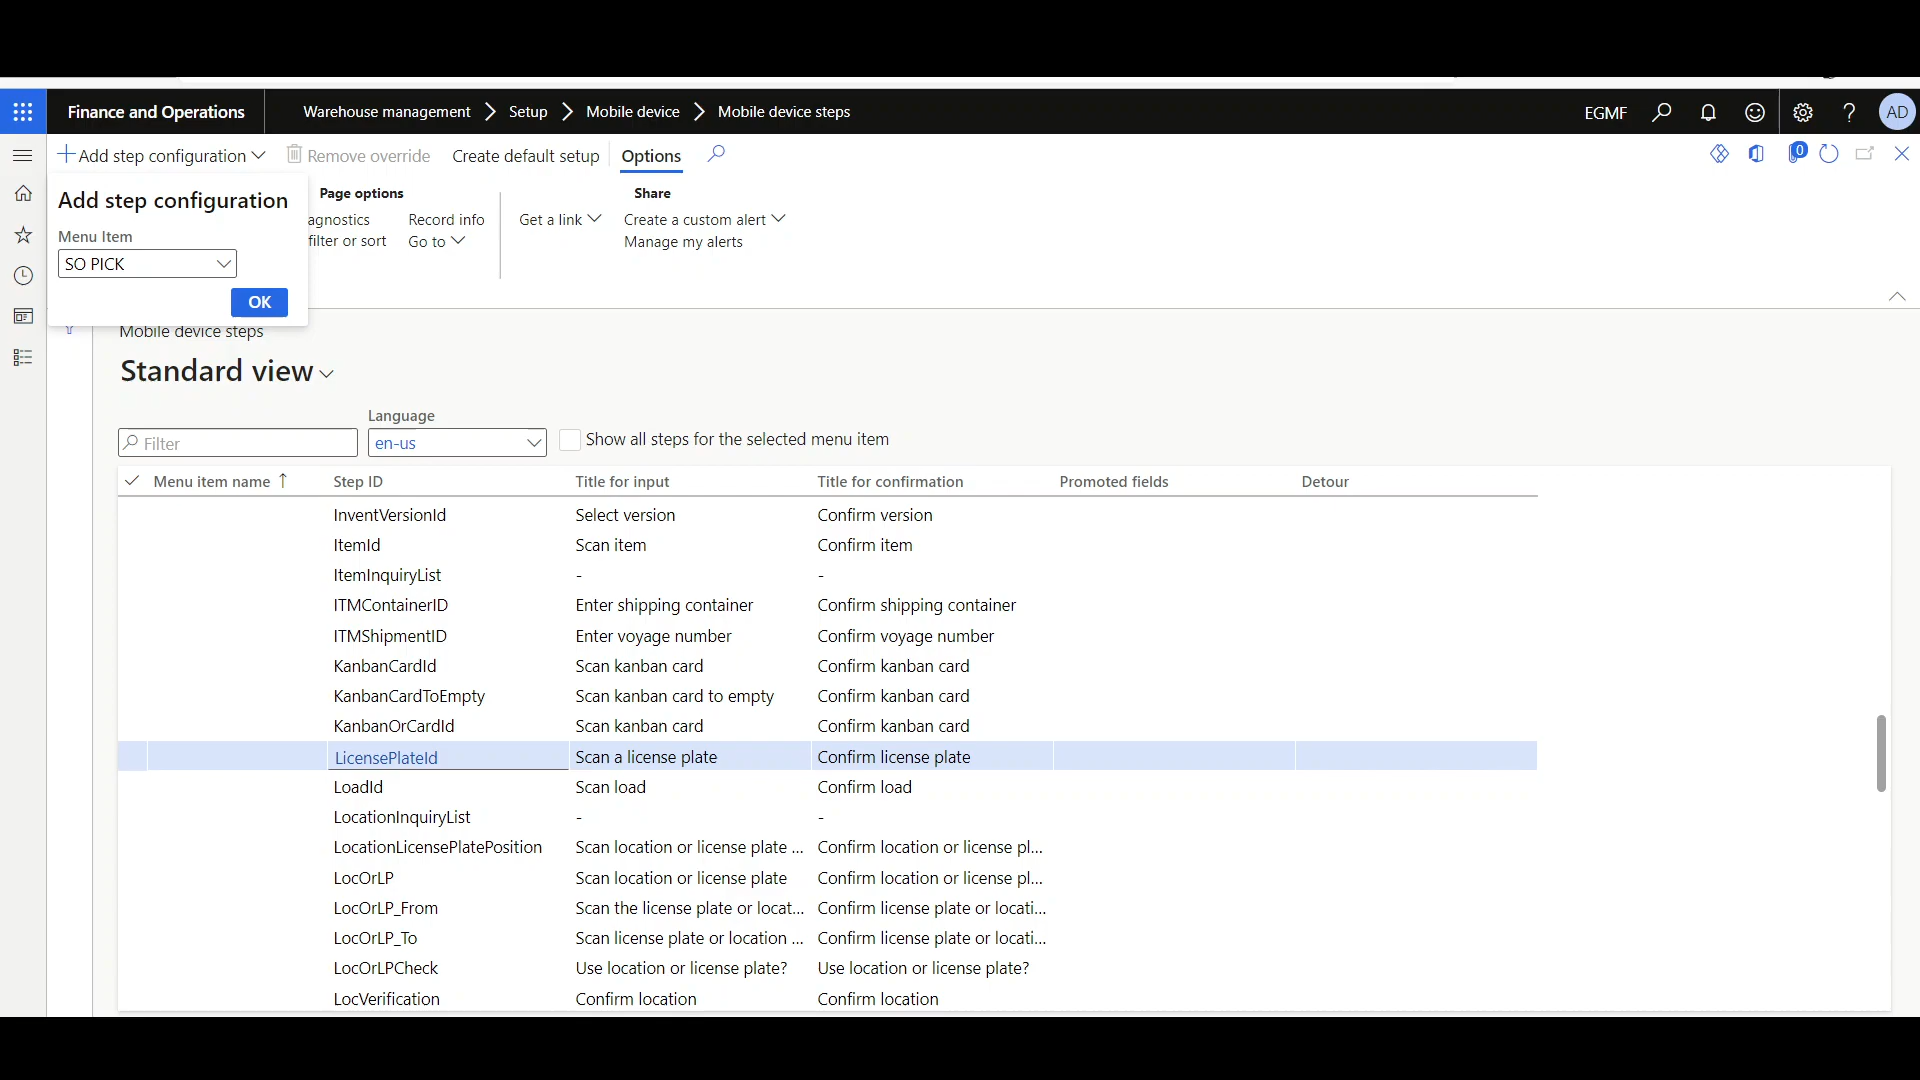 Finance and Operations
Warehouse management
Setup
Mobile device
Mobile device steps
EGMF
AD
Add step configuration
Remove override
Create default setup
Options
0
Add step configuration
Menu Item
SO PICK
OK
Page options
agnostics
filter or sort
Record info
Go to
Get a link
Share
Create a custom alert
Manage my alerts
Mobile device steps
Standard view
Filter
Language
en-us
Show all steps for the selected menu item
Menu item name Step ID Title for input Title for confirmation Promoted fields Detour
InventVersionId Select version Confirm version
ItemId Scan item Confirm item
ItemInquiryList - -
ITMContainerID Enter shipping container Confirm shipping container
ITMShipmentID Enter voyage number Confirm voyage number
KanbanCardId Scan kanban card Confirm kanban card
KanbanCardToEmpty Scan kanban card to empty Confirm kanban card
KanbanOrCardId Scan kanban card Confirm kanban card
LicensePlateId Scan a license plate Confirm license plate
LoadId Scan load Confirm load
LocationInquiryList - -
LocationLicensePlatePosition Scan location or license plate ... Confirm location or license pl...
LocOrLP Scan location or license plate Confirm location or license pl...
LocOrLP_From Scan the license plate or locat... Confirm license plate or locati...
LocOrLP_To Scan license plate or location ... Confirm license plate or locati...
LocOrLPCheck Use location or license plate? Use location or license plate?
LocVerification Confirm location Confirm location